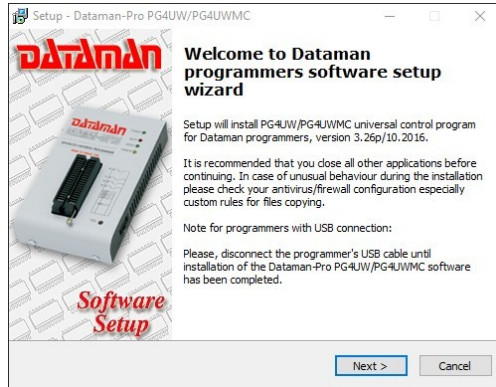 Setup - Dataman-Pro PG4UW/PG4UWMC
DATAMAN
Welcome to Dataman
programmers software setup
wizard
Setup will install PG4UW/PG4UWMC universal control program
for Dataman programmers, version 3.26p/10.2016.
It is recommended that you close all other applications before
continuing. In case of unusual behaviour during the installation
please check your antivirus/firewall configuration especially
custom rules for files copying.
Note for programmers with USB connection:
Please, disconnect the programmer's USB cable until
installation of the Dataman-Pro PG4UW/PG4UWMC software
has been completed.
DATAMAN
Software
Setup
Next >
Cancel